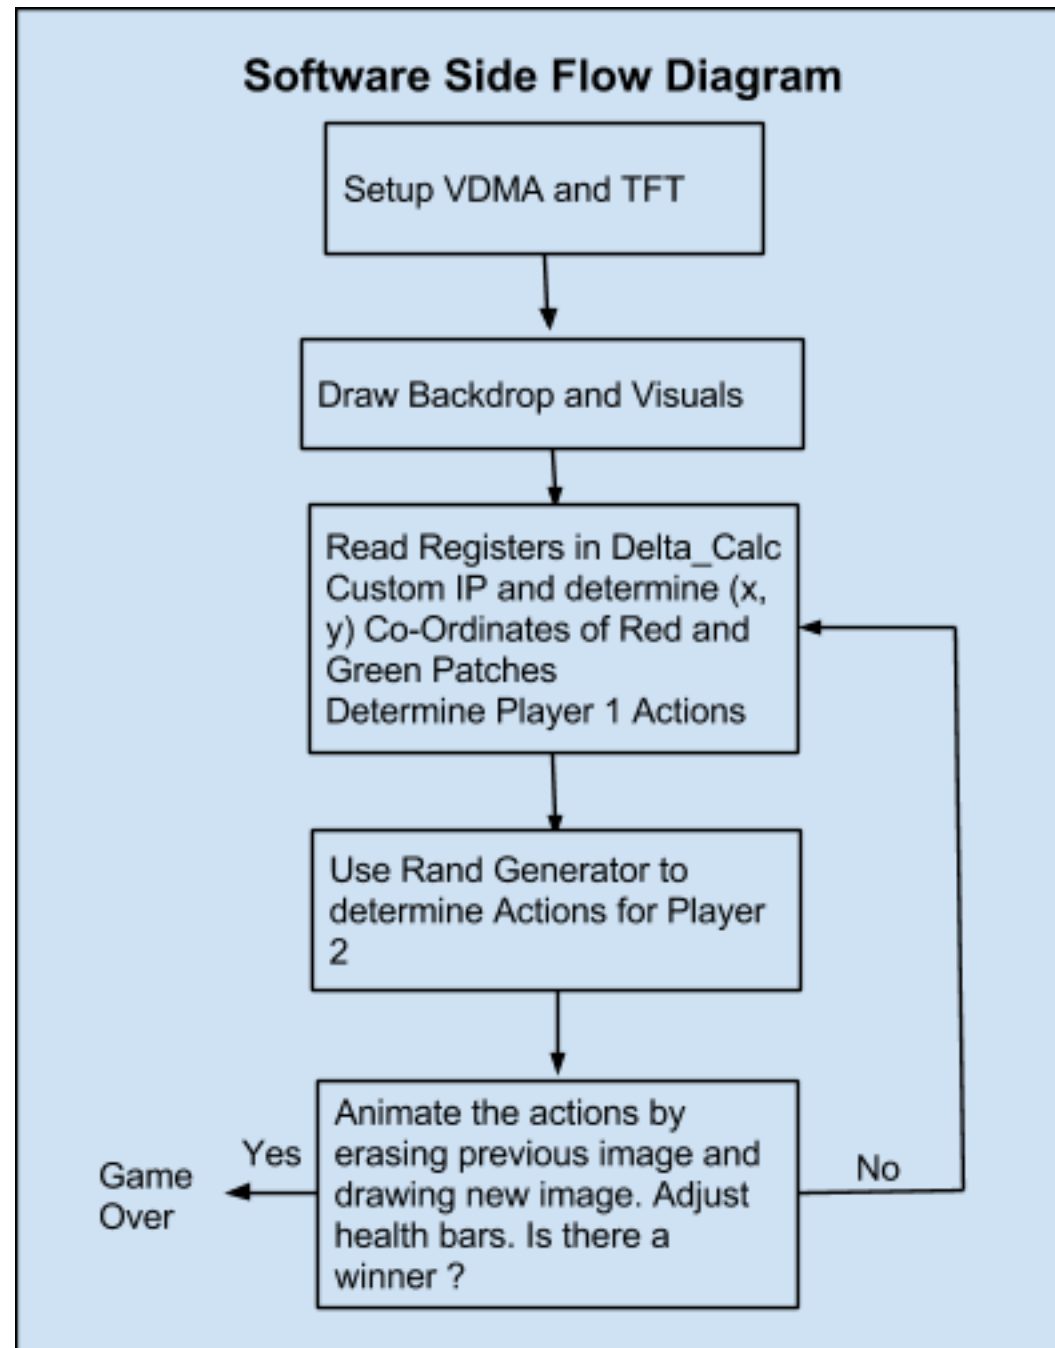 Software Side Flow Diagram
Setup VDMA and TFT
Draw Backdrop and Visuals
Read Registers in Delta_Calc
Custom IP and determine (x,
y) Co-Ordinates of Red and
Green Patches
Determine Player 1 Actions
Use Rand Generator to
determine Actions for Player
2
Animate the actions by
erasing previous image and
drawing new image. Adjust
health bars. Is there a
winner ?
Yes
Game
Over
No